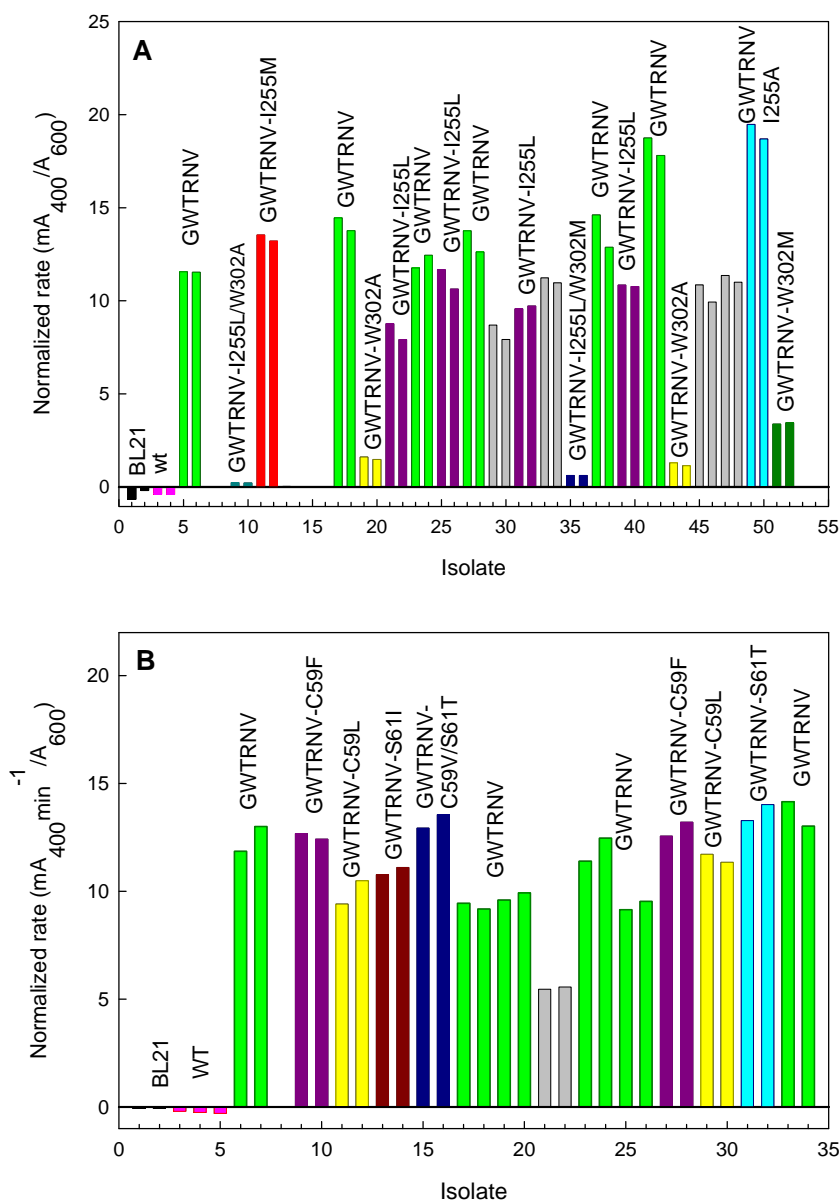 A
Normalized rate (mA400/A600)
25
20
15
10
5
0
BL21
wt
GWTRNV
GWTRNV-I255L/W302A
GWTRNV-I255M
GWTRNV
GWTRNV-W302A
GWTRNV-I255L
GWTRNV
GWTRNV-I255L
GWTRNV
GWTRNV-I255L
GWTRNV-I255L/W302M
GWTRNV
GWTRNV-I255L
GWTRNV
GWTRNV-W302A
GWTRNV
I255A
GWTRNV-W302M
0 5 10 15 20 25 30 35 40 45 50 55
Isolate
B
Normalized rate (mA400min-1/A600)
20
15
10
5
0
BL21
WT
GWTRNV
GWTRNV-C59F
GWTRNV-C59L
GWTRNV-S61I
GWTRNV-
C59V/S61T
GWTRNV
GWTRNV
GWTRNV-C59F
GWTRNV-C59L
GWTRNV-S61T
GWTRNV
0 5 10 15 20 25 30 35
Isolate